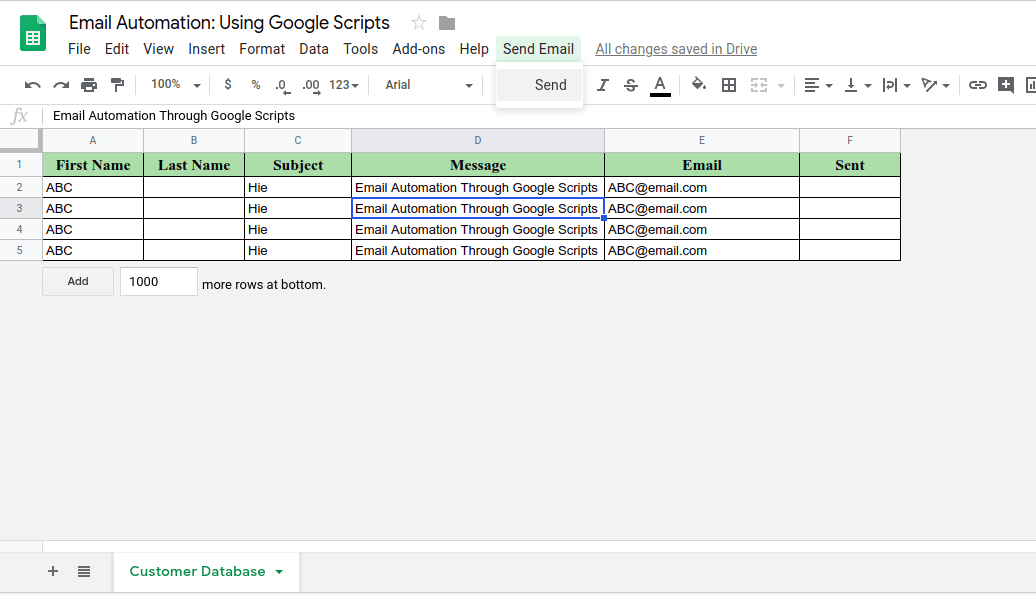 Email Automation: Using Google Scripts
File Edit View Insert Format Data Tools Add-ons Help Send Email All changes saved in Drive
100% $ % .0 .00 123 Arial Send I S A
fx Email Automation Through Google Scripts
A B C D E F
1 First Name Last Name Subject Message Email Sent
2 ABC Hie Email Automation Through Google Scripts ABC@email.com
3 ABC Hie Email Automation Through Google Scripts ABC@email.com
4 ABC Hie Email Automation Through Google Scripts ABC@email.com
5 ABC Hie Email Automation Through Google Scripts ABC@email.com
Add 1000 more rows at bottom.
Customer Database